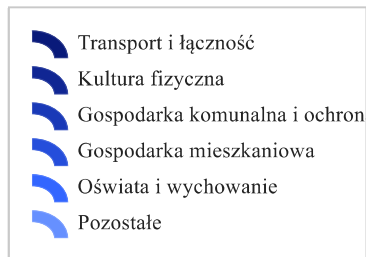 Transport i łączność
Kultura fizyczna
Gospodarka komunalna i ochron
Gospodarka mieszkaniowa
Oświata i wychowanie
Pozostałe